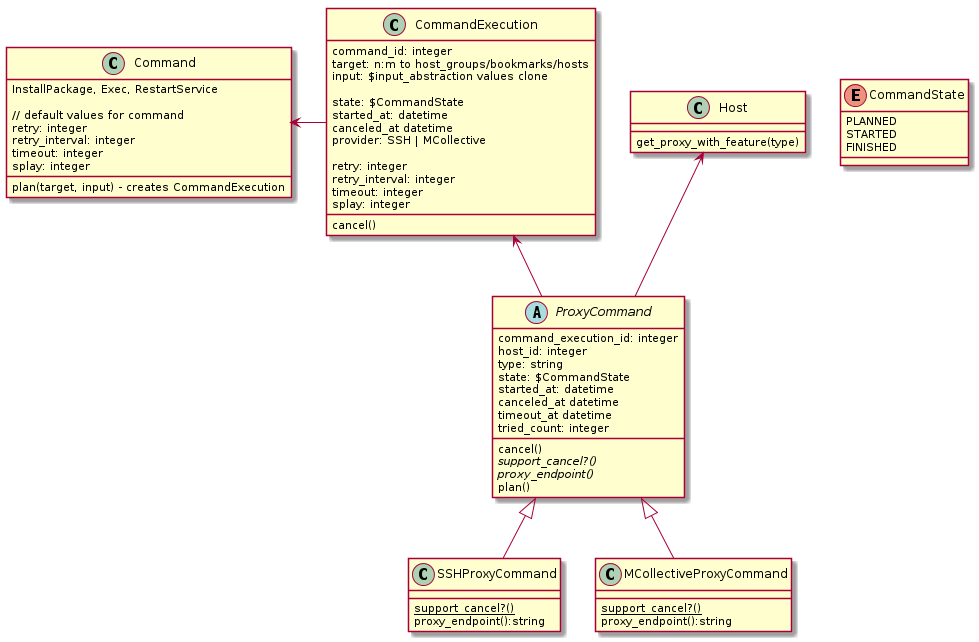 C Command
InstallPackage, Exec, RestartService
// default values for command
retry: integer
retry_interval: integer
timeout: integer
splay: integer
plan(target, input) - creates CommandExecution
C CommandExecution
command_id: integer
target: n:m to host_groups/bookmarks/hosts
input: $input_abstraction values clone
state: $CommandState
started_at: datetime
canceled_at datetime
provider: SSH | MCollective
retry: integer
retry_interval: integer
timeout: integer
splay: integer
cancel()
C Host
get_proxy_with_feature(type)
E CommandState
PLANNED
STARTED
FINISHED
A ProxyCommand
command_execution_id: integer
host_id: integer
type: string
state: $CommandState
started_at: datetime
canceled_at datetime
timeout_at datetime
tried_count: integer
cancel()
support_cancel?()
proxy_endpoint()
plan()
C SSHProxyCommand
support_cancel?()
proxy_endpoint():string
C MCollectiveProxyCommand
support_cancel?()
proxy_endpoint():string